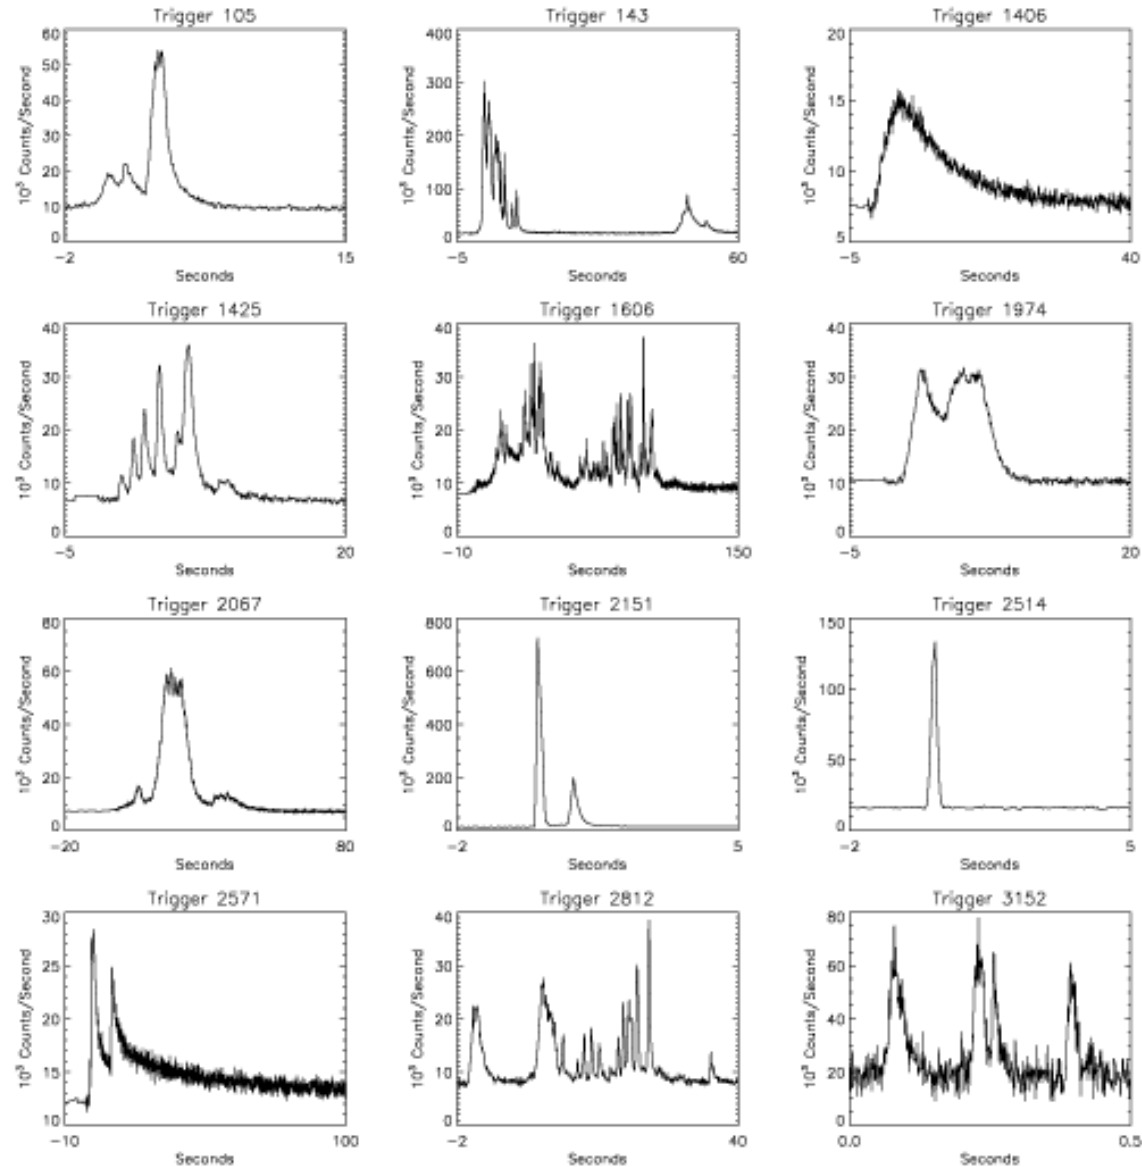 Trigger 105
60
50
40
30
20
10
0
10³ Counts/Second
-2
15
Seconds
Trigger 143
400
300
200
100
0
10³ Counts/Second
-5
60
Seconds
Trigger 1406
20
15
10
5
10³ Counts/Second
-5
40
Seconds
Trigger 1425
40
30
20
10
0
10³ Counts/Second
-5
20
Seconds
Trigger 1606
40
30
20
10
0
10³ Counts/Second
-10
150
Seconds
Trigger 1974
40
30
20
10
0
10³ Counts/Second
-5
20
Seconds
Trigger 2067
80
60
40
20
0
10³ Counts/Second
-20
80
Seconds
Trigger 2151
800
600
400
200
0
10³ Counts/Second
-2
5
Seconds
Trigger 2514
150
100
50
0
10³ Counts/Second
-2
5
Seconds
Trigger 2571
30
25
20
15
10
10³ Counts/Second
-10
100
Seconds
Trigger 2812
40
30
20
10
0
10³ Counts/Second
-2
40
Seconds
Trigger 3152
80
60
40
20
0
10³ Counts/Second
0.0
0.5
Seconds